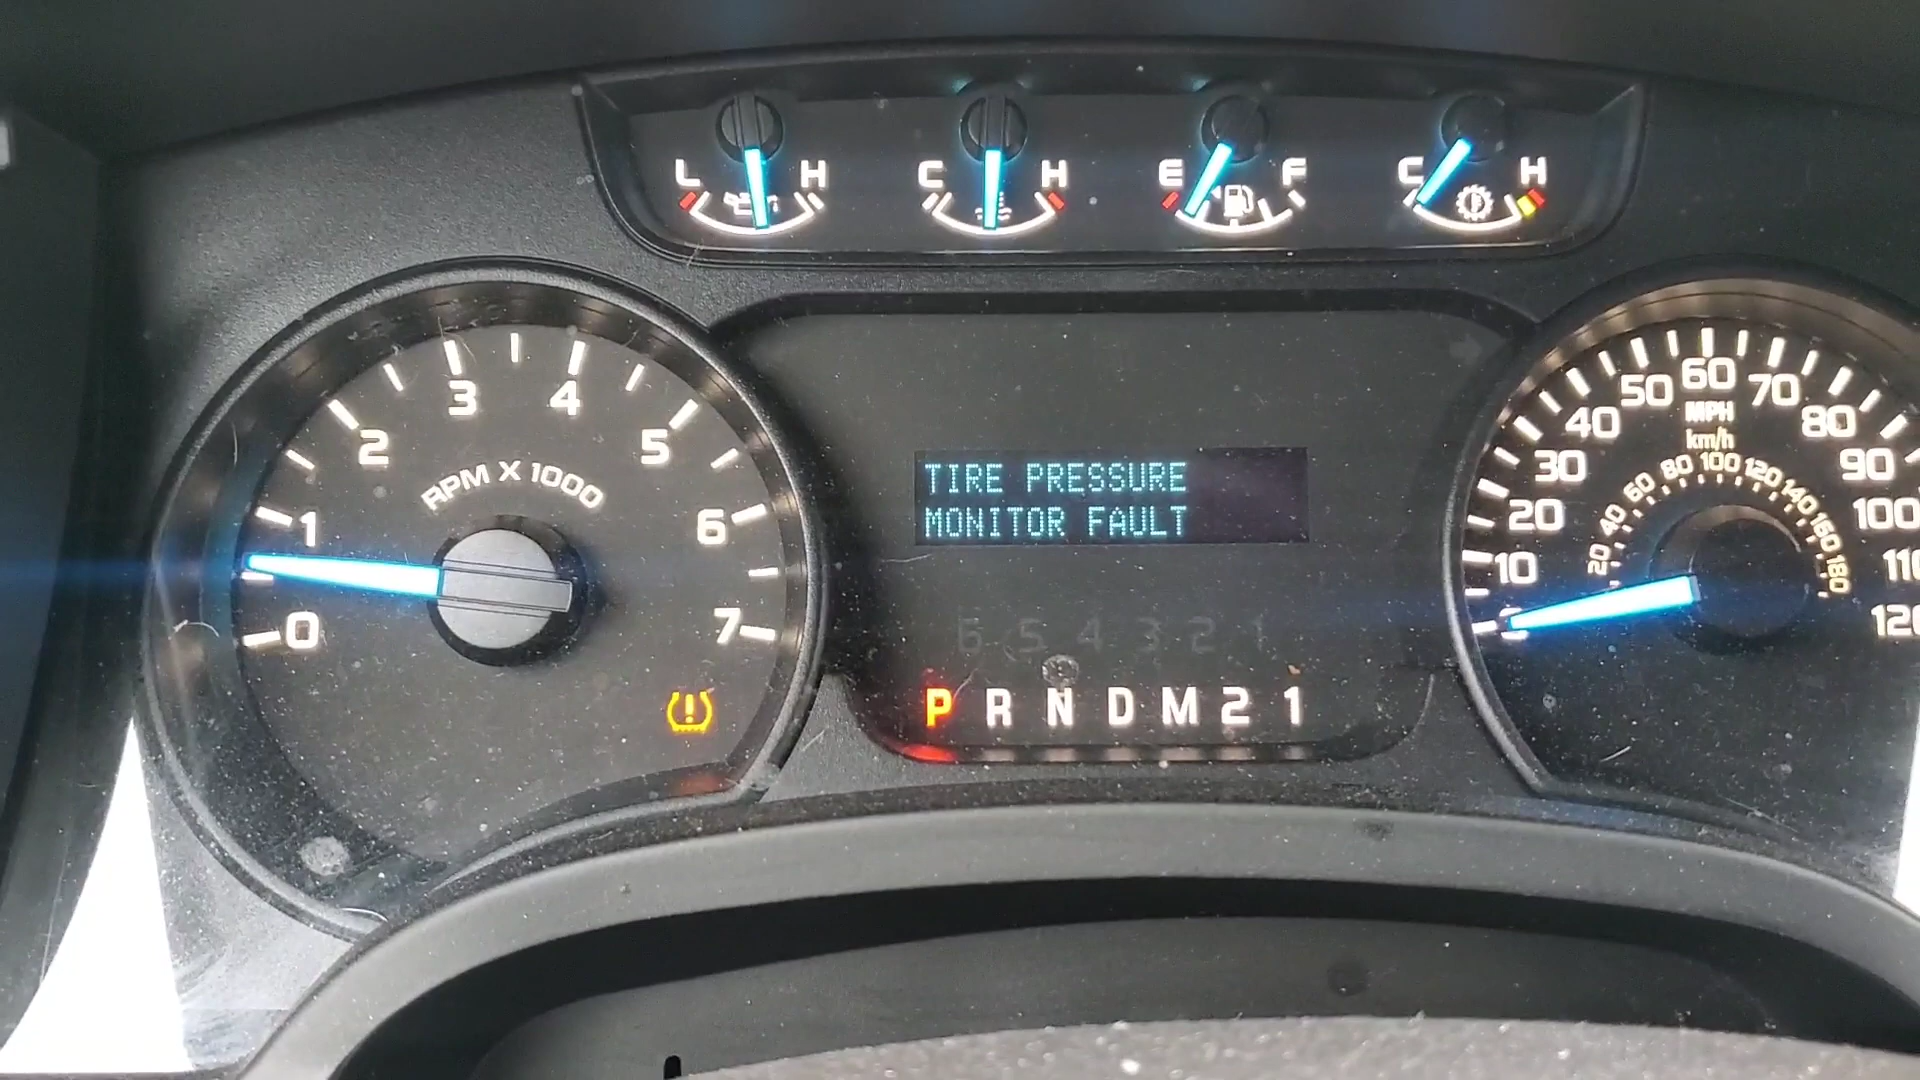 L H C H E F C H
3 4
2 5
RPM X 1000
1 6
0 7
TIRE PRESSURE
MONITOR FAULT
6 5 4 3 2 1
P R N D M 2 1
10 20 30 40 50 60 70 80 90 100 110 120
MPH
km/h
20 40 60 80 100 120 140 160 180